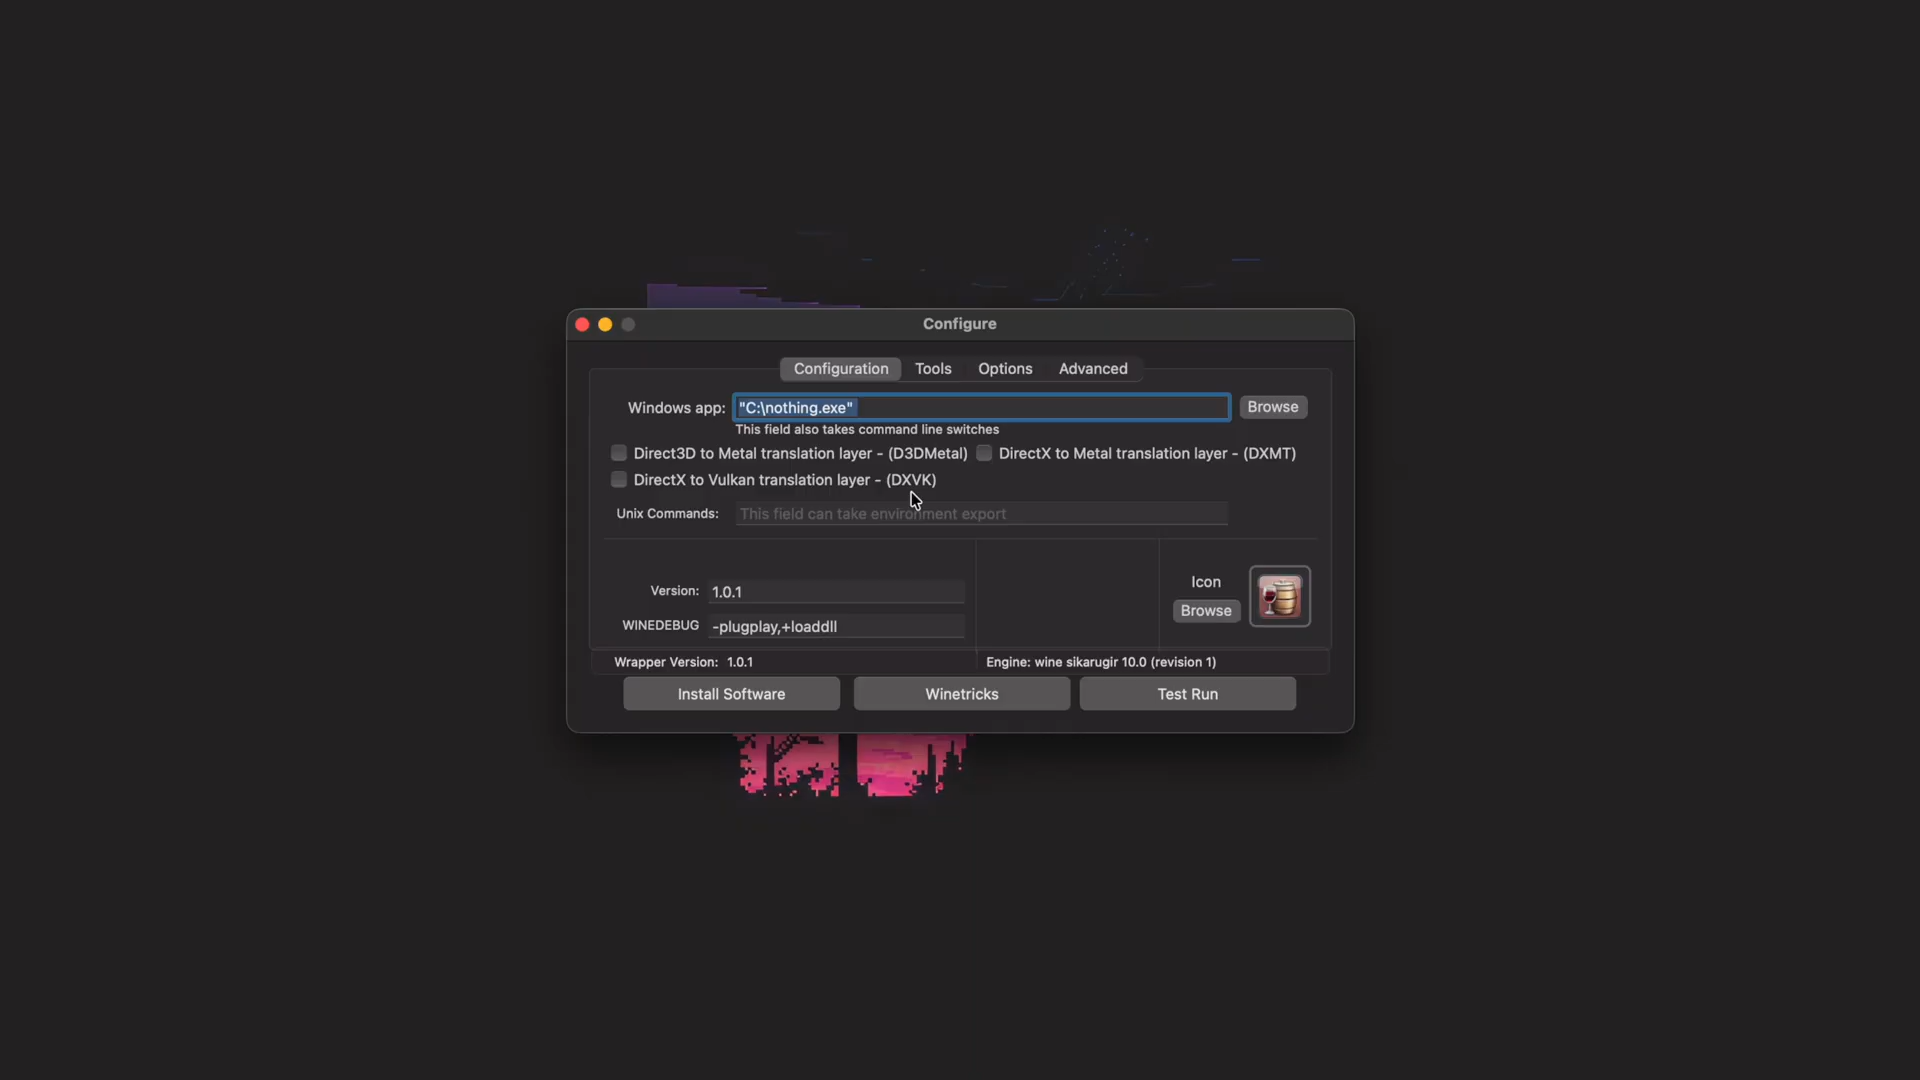 Configure
Configuration Tools Options Advanced
Windows app: "C:\nothing.exe" Browse
This field also takes command line switches
Direct3D to Metal translation layer - (D3DMetal) DirectX to Metal translation layer - (DXMT)
DirectX to Vulkan translation layer - (DXVK)
Unix Commands: This field can take environment export
Icon
Version: 1.0.1
Browse
WINEDEBUG -plugplay,+loaddll
Wrapper Version: 1.0.1 Engine: wine sikarugir 10.0 (revision 1)
Install Software Winetricks Test Run